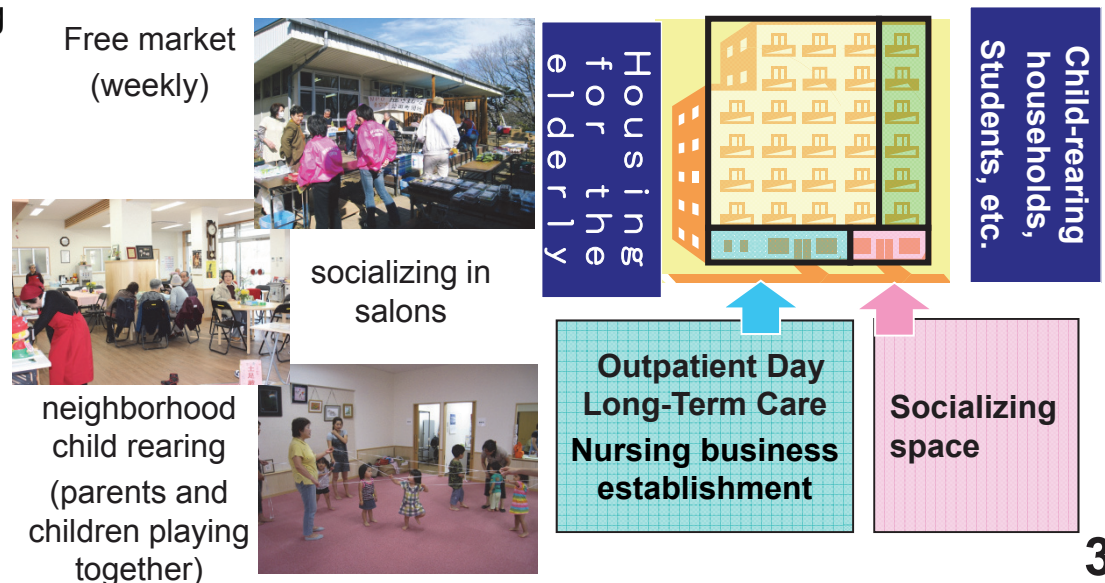 Free market
(weekly)
socializing in
salons
neighborhood
child rearing
(parents and
children playing
together)
Housing
for the
elderly
Child-rearing
households,
Students, etc.
Outpatient Day
Long-Term Care
Nursing business
establishment
Socializing
space
3